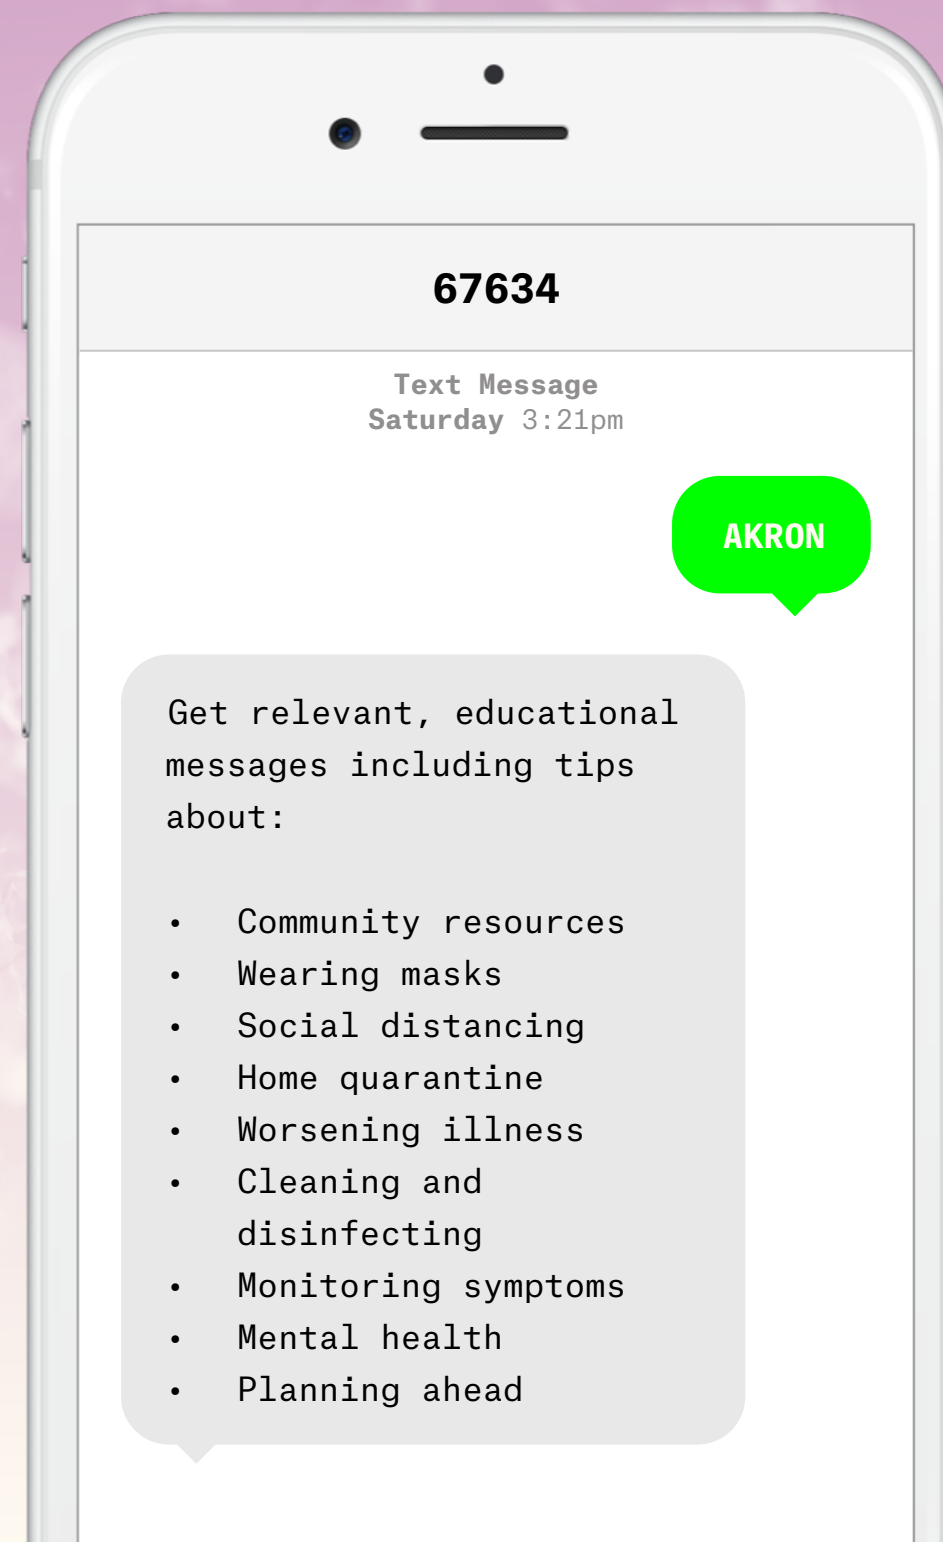 67634
Text Message
Saturday 3:21pm
AKRON
Get relevant, educational
messages including tips
about:
• Community resources
• Wearing masks
• Social distancing
• Home quarantine
• Worsening illness
• Cleaning and
disinfecting
• Monitoring symptoms
• Mental health
• Planning ahead